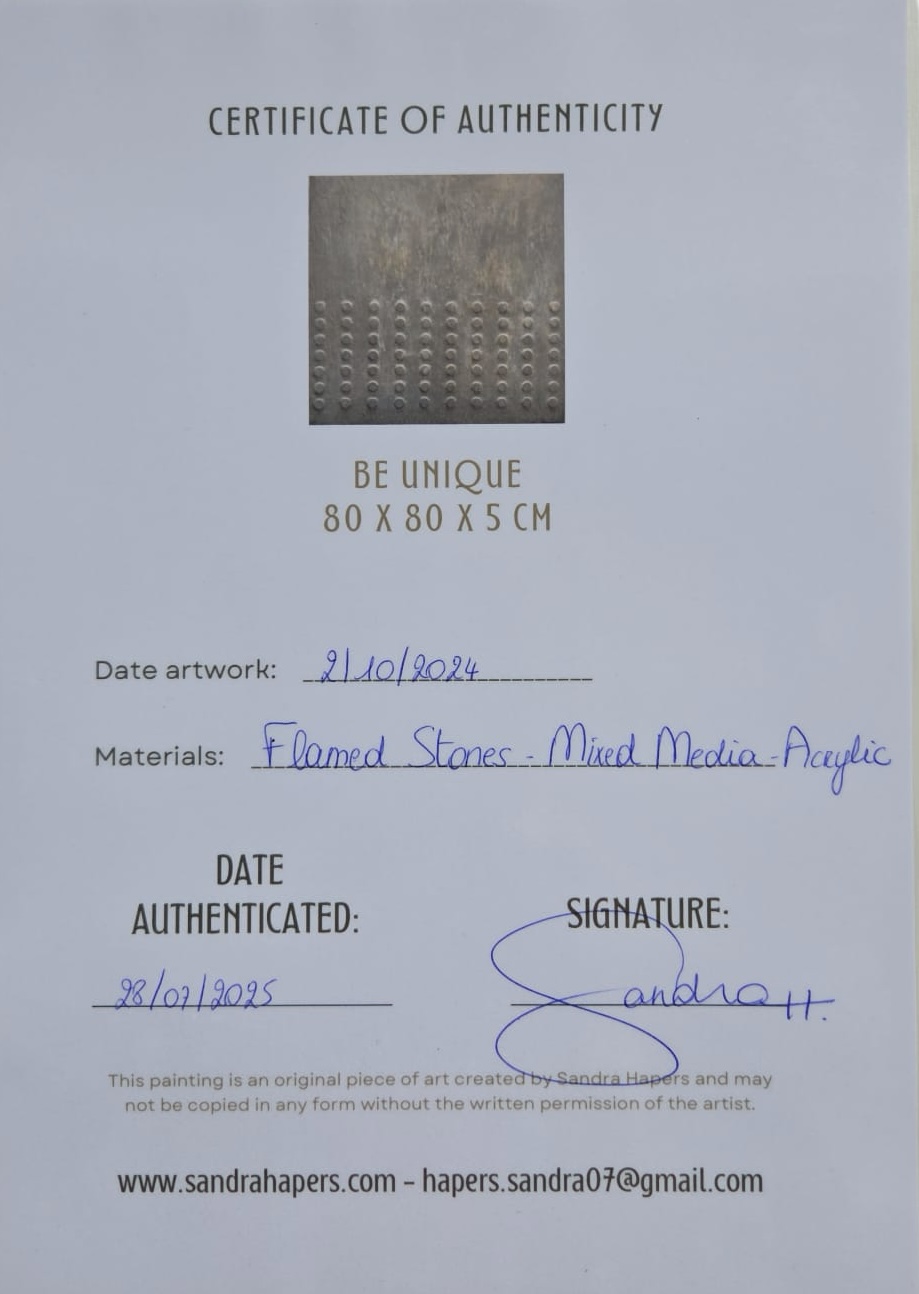 CERTIFICATE OF AUTHENTICITY
BE UNIQUE
80 X 80 X 5 CM
Date artwork: 2/10/2024
Materials: Flamed Stones - Mixed Media - Acrylic
DATE
AUTHENTICATED:
28/07/2025
SIGNATURE:
Sandra H.
This painting is an original piece of art created by Sandra Hapers and may
not be copied in any form without the written permission of the artist.
www.sandrahapers.com – hapers.sandra07@gmail.com